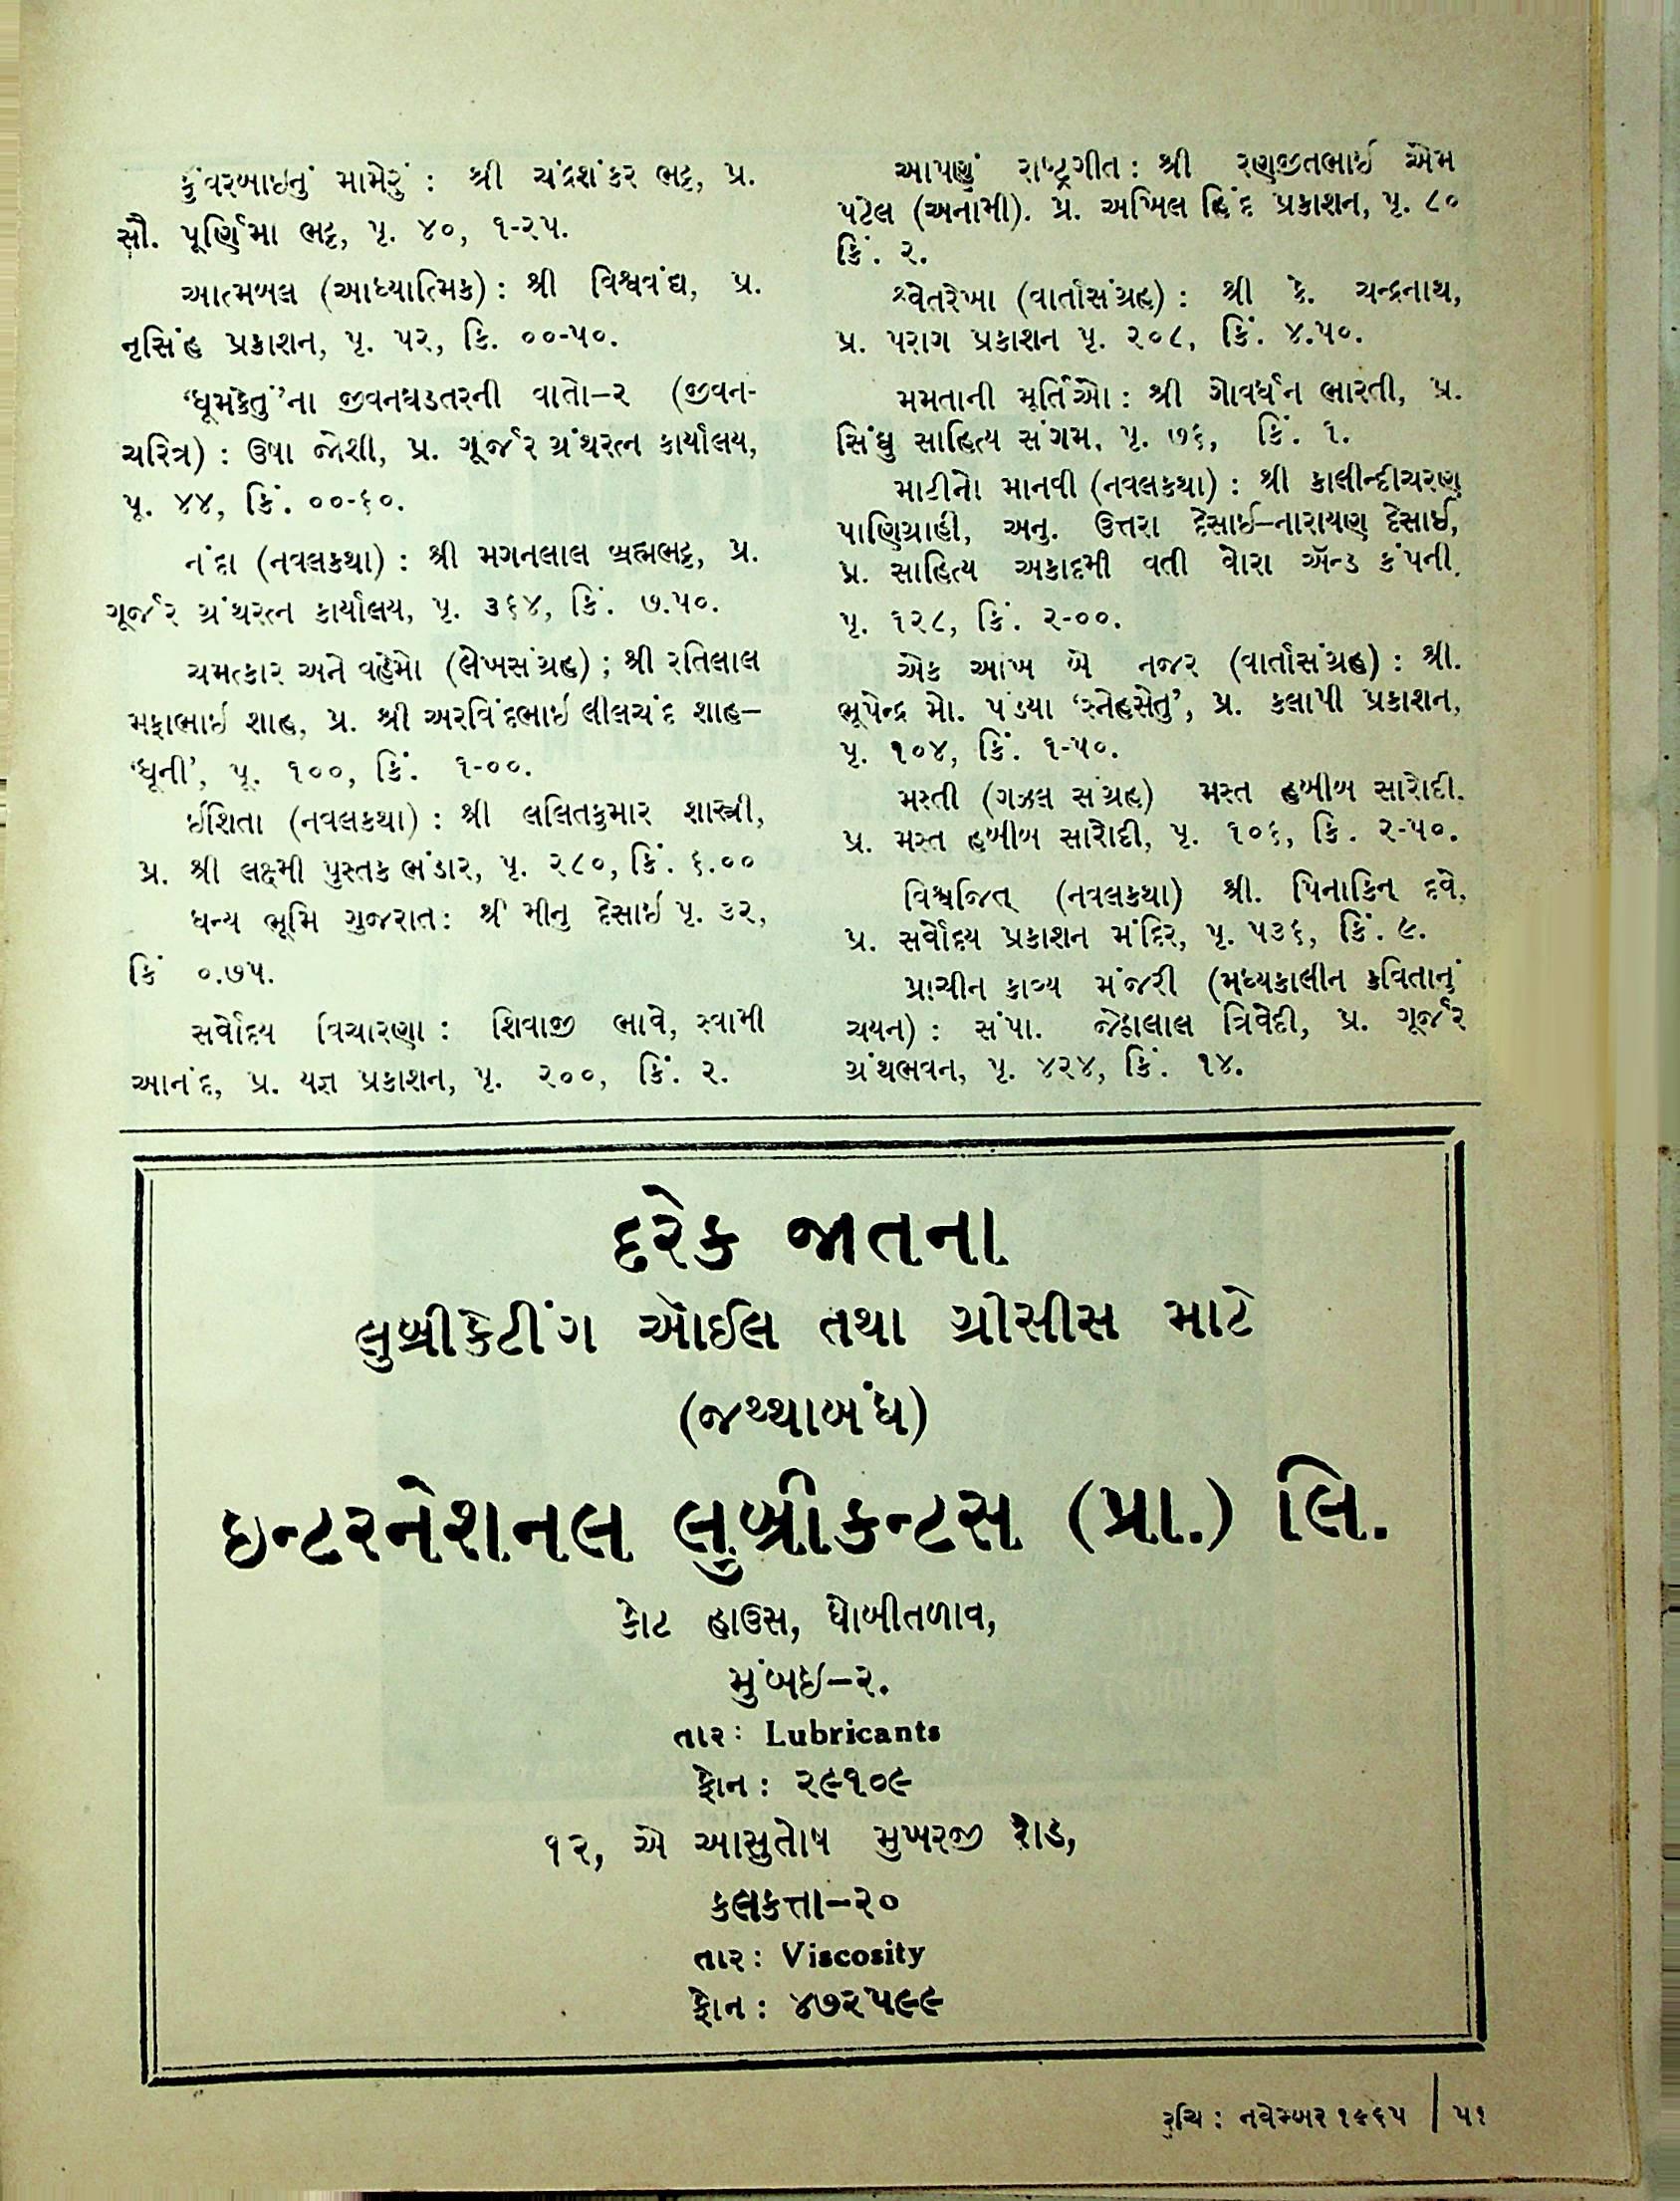 કુંવરબાઇનું મામેરું : શ્રી ચંદ્રશંકર ભટ્ટ, પ્ર.
સૌ. પૂર્ણિમા ભટ્ટ, પૃ. ૪૦, ૧-૨૫.
આત્મબલ (આધ્યાત્મિક) : શ્રી વિશ્વવંદ્ય, પ્ર.
નૃસિંહ પ્રકાશન, પૃ. ૫૨, કિ. ૦૦-૫૦.
‘ધૂમકેતું’ના જીવનઘડતરની વાતો–૨ (જીવન-
ચરિત્ર) : ઉષા જોશી, પ્ર. ગૂર્જર ગ્રંથરત્ન કાર્યાલય,
પૃ. ૪૪, કિં. ૦૦-૬૦.
નંદા (નવલકથા) : શ્રી મગનલાલ બ્રહ્મભટ્ટ, પ્ર.
ગૂર્જર ગ્રંથરત્ન કાર્યાલય, પૃ. ૩૬૪, કિં. ૭.૫૦.
ચમત્કાર અને વહેમો (લેખસંગ્રહ) ; શ્રી રતિલાલ
મફાભાઇ શાહ, પ્ર. શ્રી અરવિંદભાઇ લીલચંદ શાહ–
‘ધૂની’, પૃ. ૧૦૦, કિં. ૧-૦૦.
ઈશિતા (નવલકથા) : શ્રી લલિતકુમાર શાસ્ત્રી,
પ્ર. શ્રી લક્ષ્મી પુસ્તક ભંડાર, પૃ. ૨૮૦, કિં. ૬.૦૦
ધન્ય ભૂમિ ગુજરાત: શ્રી મીનુ દેસાઇ પૃ. ૩૨,
કિં ૦.૭૫.
સર્વોદય વિચારણા : શિવાજી ભાવે, સ્વામી
આનંદ, પ્ર. યજ્ઞ પ્રકાશન, પૃ. ૨૦૦, કિં. ૨.
આપણું રાષ્ટ્રગીત : શ્રી રણજીતભાઈ એમ
પટેલ (અનામી). પ્ર. અખિલ હિંદ પ્રકાશન, પૃ. ૮૦
કિં. ૨.
શ્વેતરેખા (વાર્તાસંગ્રહ) : શ્રી કે. ચન્દ્રનાથ,
પ્ર. પરાગ પ્રકાશન પૃ. ૨૦૮, કિં. ૪.૫૦.
મમતાની મૂર્તિઓ : શ્રી ગોવર્ધન ભારતી, પ્ર.
સિંધુ સાહિત્ય સંગમ, પૃ. ૭૬, કિં. ૧.
માટીનો માનવી (નવલકથા) : શ્રી કાલીન્દીચરણ
પાણિગ્રાહી, અનુ. ઉત્તરા દેસાઈ–નારાયણ દેસાઈ,
પ્ર. સાહિત્ય અકાદમી વતી વોરા ઍન્ડ કંપની.
પૃ. ૧૨૮, કિં. ૨-૦૦.
એક આંખ બે નજર (વાર્તાસંગ્રહ) : શ્રી.
ભૂપેન્દ્ર મો. પંડયા ‘સ્નેહસેતુ’, પ્ર. કલાપી પ્રકાશન,
પૃ. ૧૦૪, કિં. ૧-૫૦.
મસ્તી (ગઝલ સંગ્રહ) મસ્ત હબીબ સારોદી.
પ્ર. મસ્ત હબીબ સારોદી, પૃ. ૧૦૬, કિ. ૨-૫૦.
વિશ્વજિત્ (નવલકથા) શ્રી. પિનાકિન્ દવે,
પ્ર. સર્વોદય પ્રકાશન મંદિર, પૃ. ૫૩૬, કિં. ૯.
પ્રાચીન કાવ્ય મંજરી (મધ્યકાલીન કવિતાનું
ચયન) : સંપા. જેઠાલાલ ત્રિવેદી, પ્ર. ગૂર્જર
ગ્રંથભવન, પૃ. ૪૨૪, કિં. ૧૪.
દરેક જાતના
લુબ્રીકેટીંગ ઓઈલ તથા ગ્રીસીસ માટે
(જથ્થાબંધ)
ઇન્ટરનેશનલ લુબ્રીકન્ટસ (પ્રા.) લિ.
કોટ હાઉસ, ધોબીતળાવ,
મુંબઇ–૨.
તાર : Lubricants
ફોન : ૨૯૧૦૯
૧૨, એ આસુતોષ મુખરજી રોડ,
કલકત્તા–૨૦
તાર : Viscosity
ફોન : ૪૭૨૫૯૯
રુચિ : નવેમ્બર ૧૯૬૫ / ૫૧